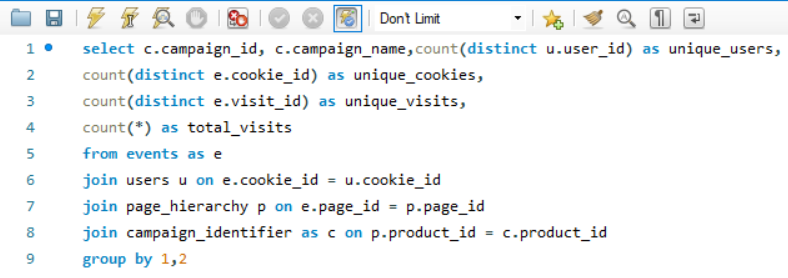 Don't Limit
1 select c.campaign_id, c.campaign_name,count(distinct u.user_id) as unique_users,
2 count(distinct e.cookie_id) as unique_cookies,
3 count(distinct e.visit_id) as unique_visits,
4 count(*) as total_visits
5 from events as e
6 join users u on e.cookie_id = u.cookie_id
7 join page_hierarchy p on e.page_id = p.page_id
8 join campaign_identifier as c on p.product_id = c.product_id
9 group by 1,2